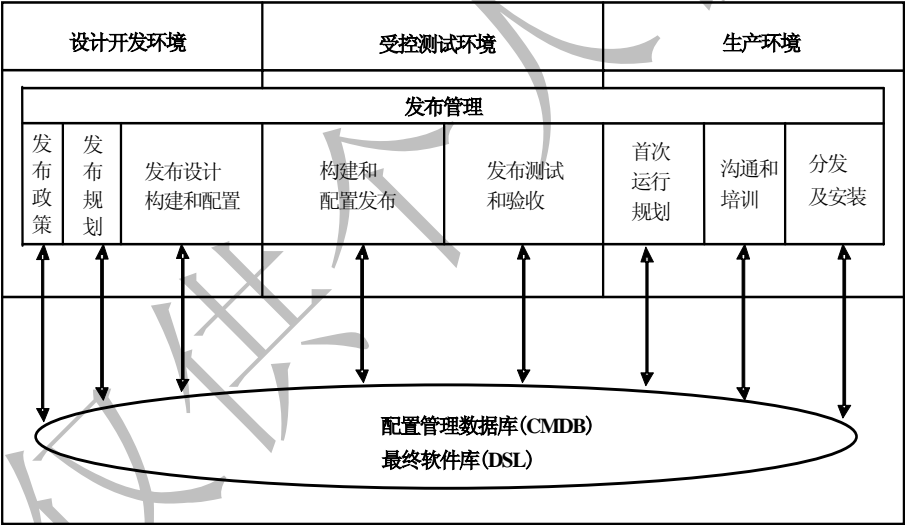 设计开发环境
受控测试环境
生产环境
发布管理
发布政策
发布规划
发布设计
构建和配置
构建和
配置发布
发布测试
和验收
首次
运行
规划
沟通和
培训
分发
及安装
配置管理数据库(CMDB)
最终软件库(DSL)
仅供个人